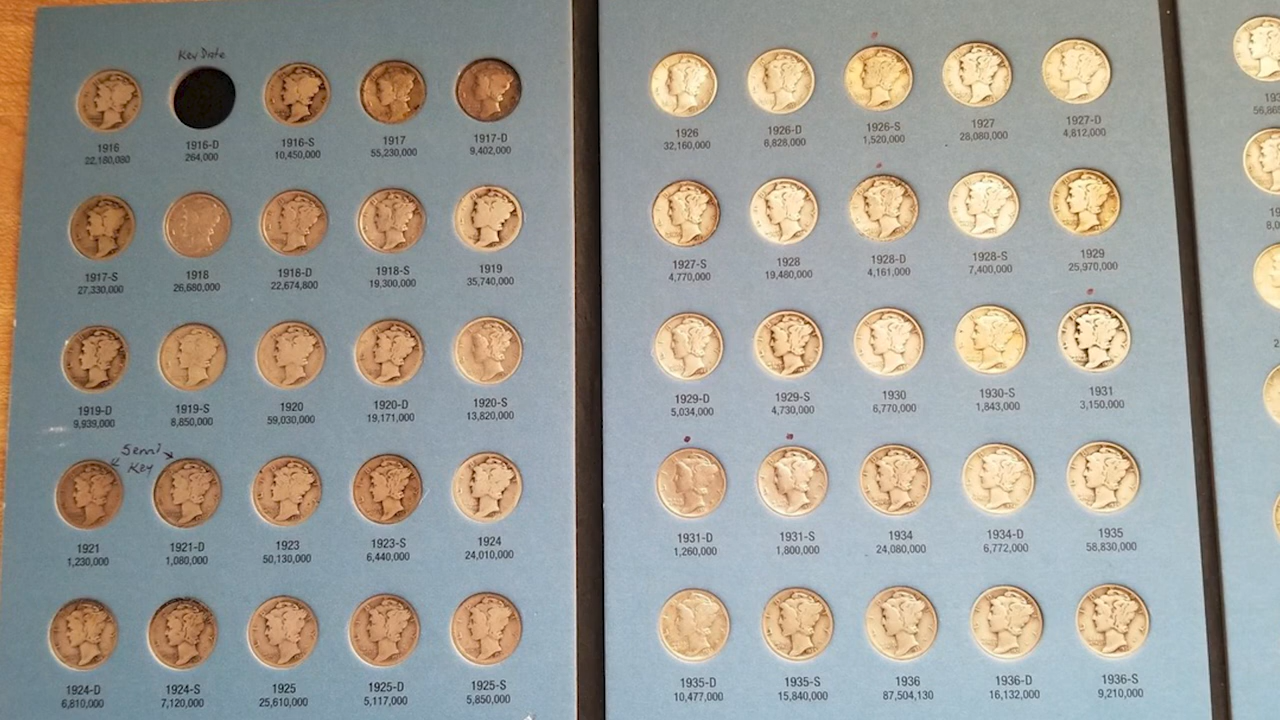 Key Date
1916
22,180,080
1916-D
264,000
1916-S
10,450,000
1917
55,230,000
1917-D
9,402,000
1917-S
27,330,000
1918
26,680,000
1918-D
22,674,800
1918-S
19,300,000
1919
35,740,000
1919-D
9,939,000
1919-S
8,850,000
1920
59,030,000
1920-D
19,171,000
1920-S
13,820,000
Semi
Key
1921
1,230,000
1921-D
1,080,000
1923
50,130,000
1923-S
6,440,000
1924
24,010,000
1924-D
6,810,000
1924-S
7,120,000
1925
25,610,000
1925-D
5,117,000
1925-S
5,850,000
1926
32,160,000
1926-D
6,828,000
1926-S
1,520,000
1927
28,080,000
1927-D
4,812,000
1927-S
4,770,000
1928
19,480,000
1928-D
4,161,000
1928-S
7,400,000
1929
25,970,000
1929-D
5,034,000
1929-S
4,730,000
1930
6,770,000
1930-S
1,843,000
1931
3,150,000
1931-D
1,260,000
1931-S
1,800,000
1934
24,080,000
1934-D
6,772,000
1935
58,830,000
1935-D
10,477,000
1935-S
15,840,000
1936
87,504,130
1936-D
16,132,000
1936-S
9,210,000